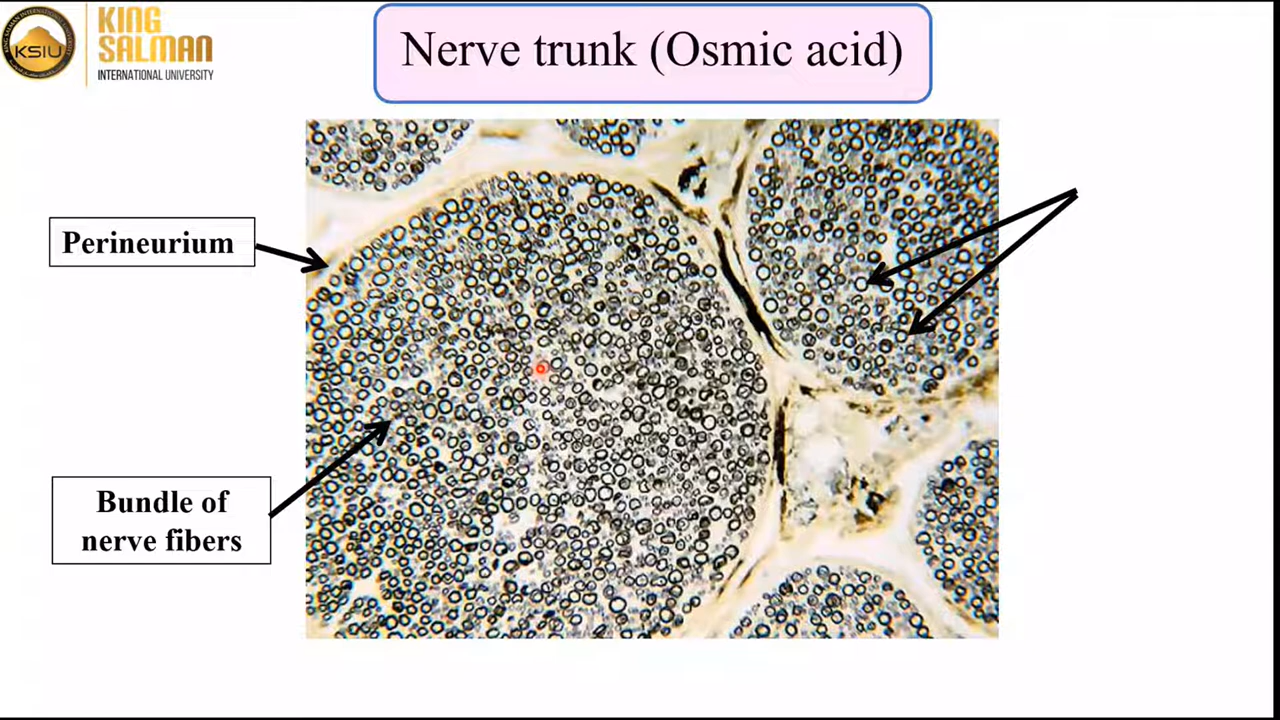 KSIU
KING
SALMAN
INTERNATIONAL UNIVERSITY
Nerve trunk (Osmic acid)
Perineurium
Bundle of
nerve fibers